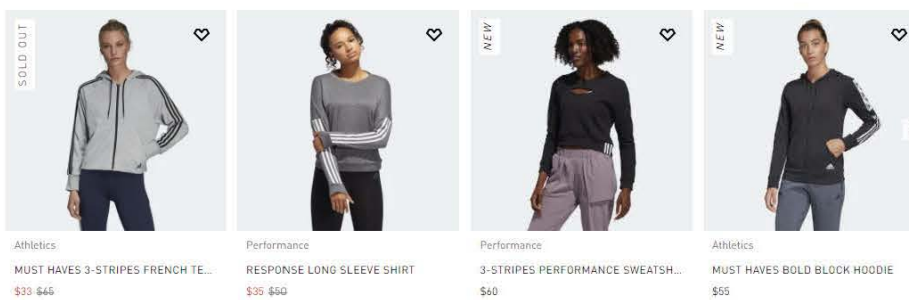 SOLD OUT
Athletics
MUST HAVES 3-STRIPES FRENCH TE...
$33 $65
Performance
RESPONSE LONG SLEEVE SHIRT
$35 $50
NEW
Performance
3-STRIPES PERFORMANCE SWEATSH...
$60
NEW
Athletics
MUST HAVES BOLD BLOCK HOODIE
$55